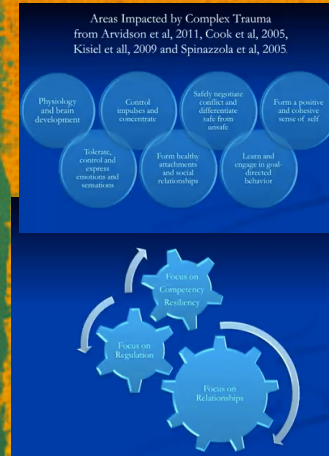 Areas Impacted by Complex Trauma
from Arvidson et al, 2011, Cook et al, 2005,
Kisiel et all, 2009 and Spinazzola et al, 2005.
Physiology
and brain
development
Control
impulses and
concentrate
Safely negotiate
conflict and
differentiate
safe from
unsafe
Form a positive
and cohesive
sense of self
Tolerate,
control and
express
emotions and
sensations
Form healthy
attachments
and social
relationships
Learn and
engage in goal-
directed
behavior
Focus on
Competency
Resiliency
Focus on
Regulation
Focus on
Relationships